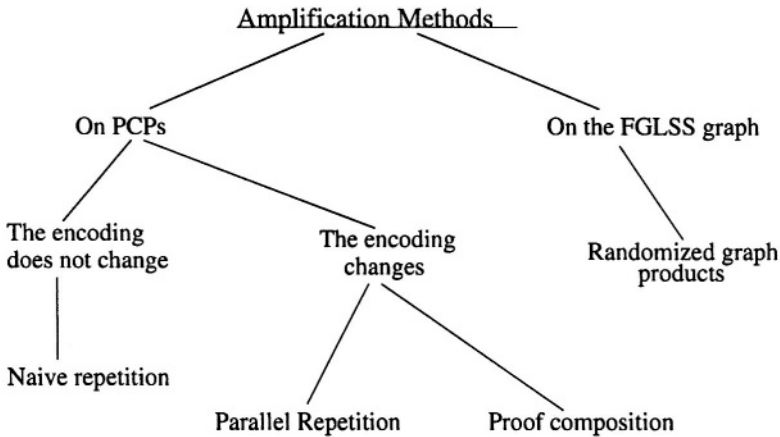 Amplification Methods
On PCPs
On the FGLSS graph
The encoding
does not change
The encoding
changes
Randomized graph
products
Naive repetition
Parallel Repetition
Proof composition